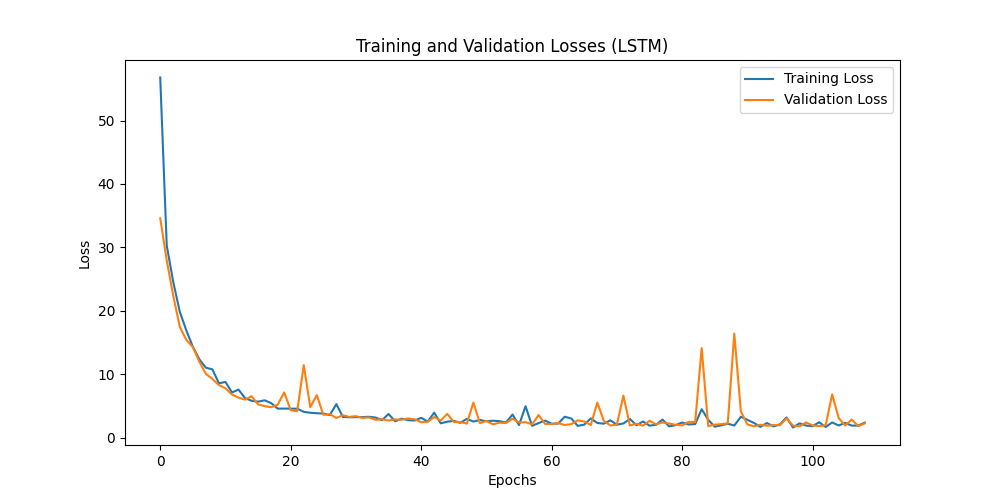 Training and Validation Losses (LSTM)
Training Loss
Validation Loss
Loss
50
40
30
20
10
0
0 20 40 60 80 100
Epochs